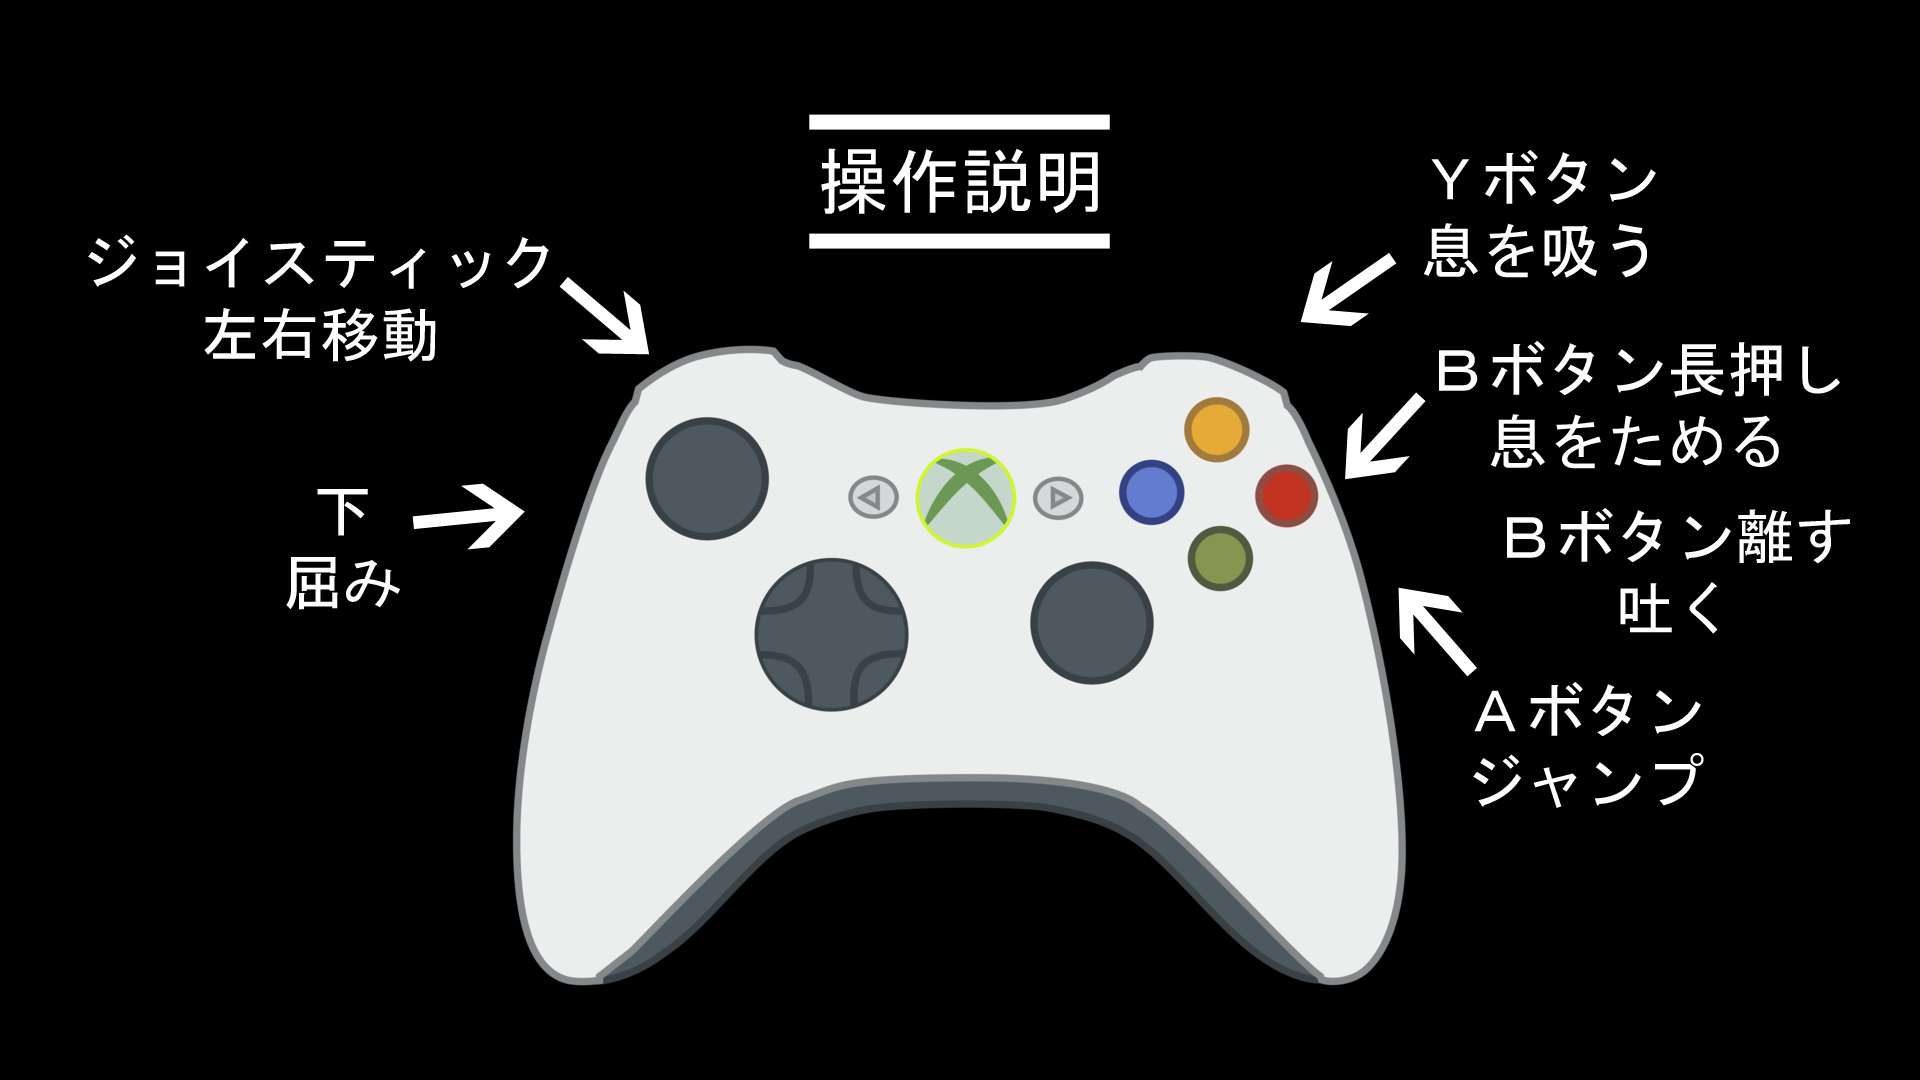 操作説明
ジョイスティック
左右移動
下
屈み
Yボタン
息を吸う
Bボタン長押し
息をためる
Bボタン離す
吐く
Aボタン
ジャンプ